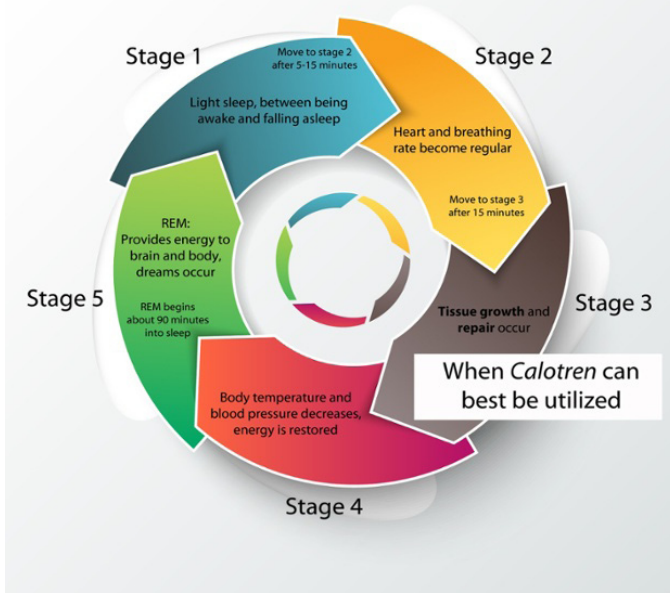 Stage 1
Move to stage 2
after 5-15 minutes
Light sleep, between being
awake and falling asleep
Stage 2
Heart and breathing
rate become regular
Move to stage 3
after 15 minutes
Stage 3
Tissue growth and
repair occur
When Calotren can
best be utilized
Stage 4
Body temperature and
blood pressure decreases,
energy is restored
Stage 5
REM:
Provides energy to
brain and body,
dreams occur
REM begins
about 90 minutes
into sleep